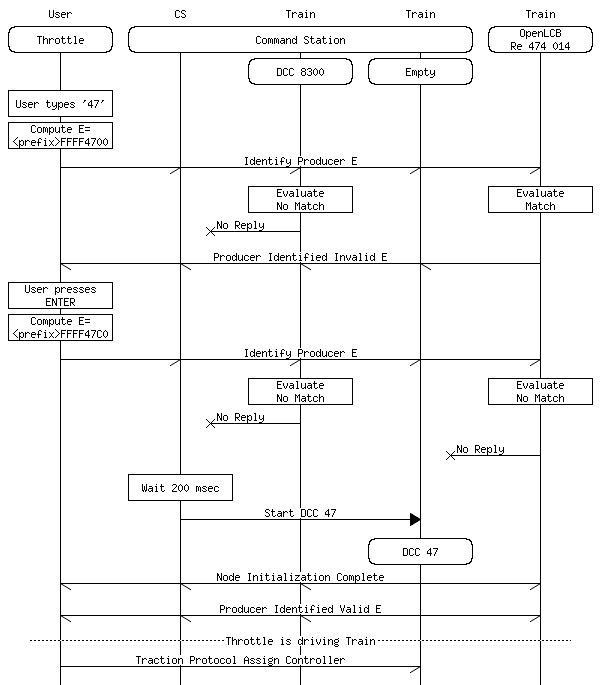 User CS Train Train Train
Throttle Command Station OpenLCB
Re 474 014
DCC 8300 Empty
User types '47'
Compute E=
<prefix>FFFF4700
Identify Producer E
Evaluate
No Match
Evaluate
Match
No Reply
Producer Identified Invalid E
User presses
ENTER
Compute E=
<prefix>FFFF47C0
Identify Producer E
Evaluate
No Match
Evaluate
No Match
No Reply
No Reply
Wait 200 msec
Start DCC 47
DCC 47
Node Initialization Complete
Producer Identified Valid E
Throttle is driving Train
Traction Protocol Assign Controller